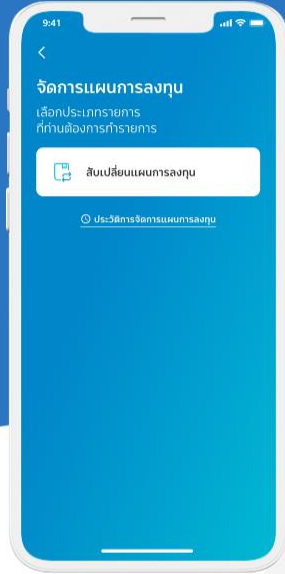 9:41
จัดการแผนการลงทุน
เลือกประเภทรายการ
ที่ท่านต้องการทำรายการ
สับเปลี่ยนแผนการลงทุน
ประวัติการจัดการแผนการลงทุน